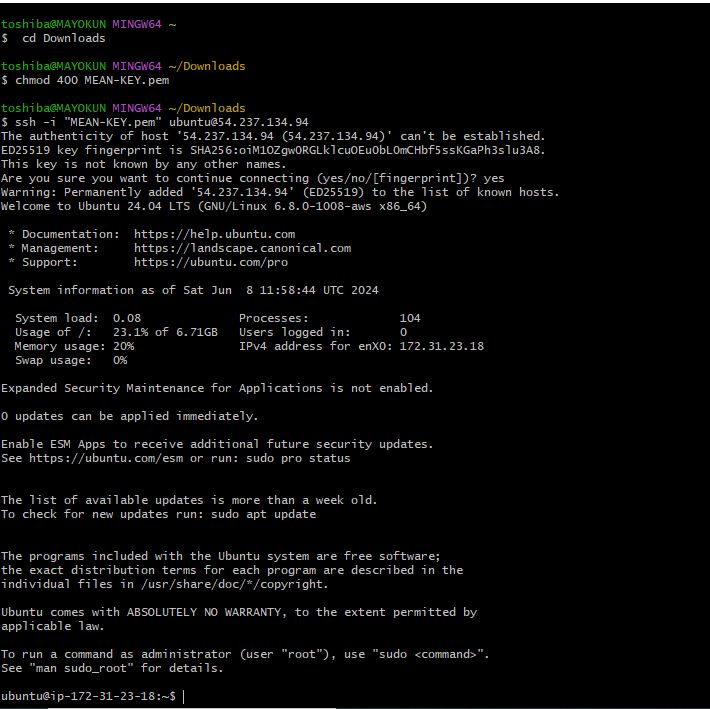 toshiba@MAYOKUN MINGW64 ~
$  cd Downloads
toshiba@MAYOKUN MINGW64 ~/Downloads
$ chmod 400 MEAN-KEY.pem
toshiba@MAYOKUN MINGW64 ~/Downloads
$ ssh -i "MEAN-KEY.pem" ubuntu@54.237.134.94
The authenticity of host '54.237.134.94 (54.237.134.94)' can't be established.
ED25519 key fingerprint is SHA256:oiM1OZgwORGLklcuOEuObLOmCHbf5ssKGaPh3slu3A8.
This key is not known by any other names.
Are you sure you want to continue connecting (yes/no/[fingerprint])? yes
Warning: Permanently added '54.237.134.94' (ED25519) to the list of known hosts.
Welcome to Ubuntu 24.04 LTS (GNU/Linux 6.8.0-1008-aws x86_64)
 * Documentation:  https://help.ubuntu.com
 * Management:     https://landscape.canonical.com
 * Support:        https://ubuntu.com/pro
 System information as of Sat Jun  8 11:58:44 UTC 2024
  System load:  0.08              Processes:             104
  Usage of /:   23.1% of 6.71GB   Users logged in:       0
  Memory usage: 20%               IPv4 address for enX0: 172.31.23.18
  Swap usage:   0%
Expanded Security Maintenance for Applications is not enabled.
0 updates can be applied immediately.
Enable ESM Apps to receive additional future security updates.
See https://ubuntu.com/esm or run: sudo pro status
The list of available updates is more than a week old.
To check for new updates run: sudo apt update
The programs included with the Ubuntu system are free software;
the exact distribution terms for each program are described in the
individual files in /usr/share/doc/*/copyright.
Ubuntu comes with ABSOLUTELY NO WARRANTY, to the extent permitted by
applicable law.
To run a command as administrator (user "root"), use "sudo <command>".
See "man sudo_root" for details.
ubuntu@ip-172-31-23-18:~$